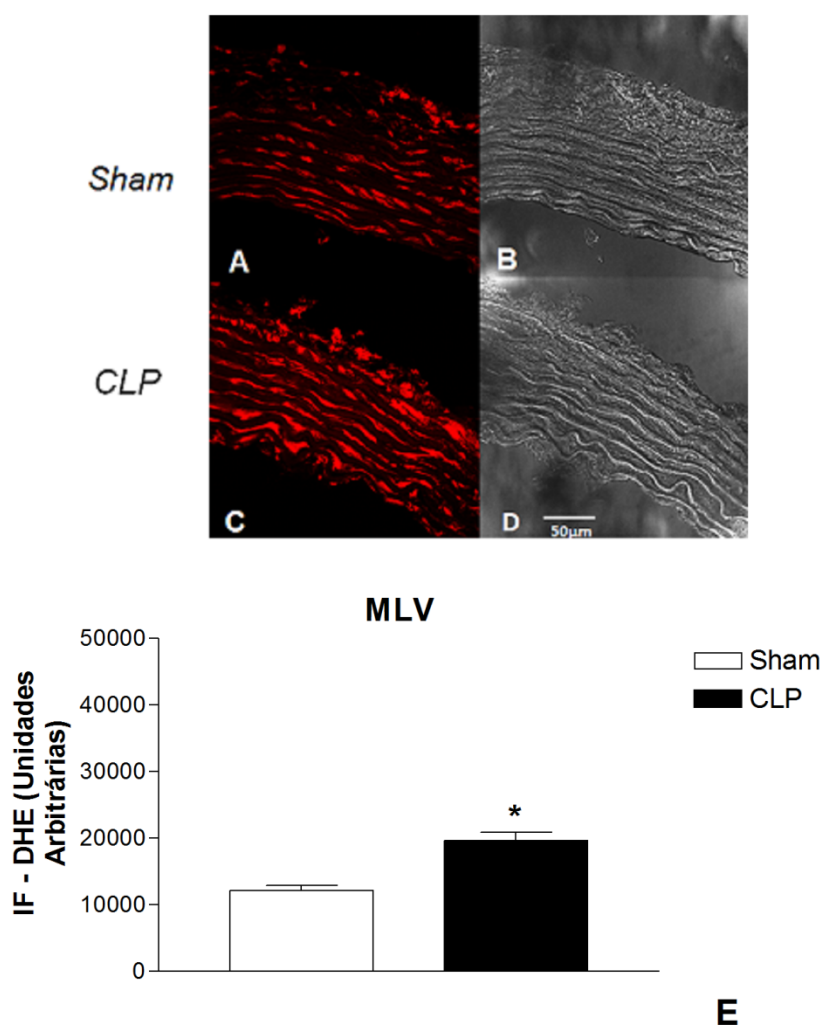 Sham
A
B
CLP
C
D
50µm
MLV
50000
40000
30000
20000
10000
0
IF - DHE (Unidades
Arbitrárias)
*
Sham
CLP
E